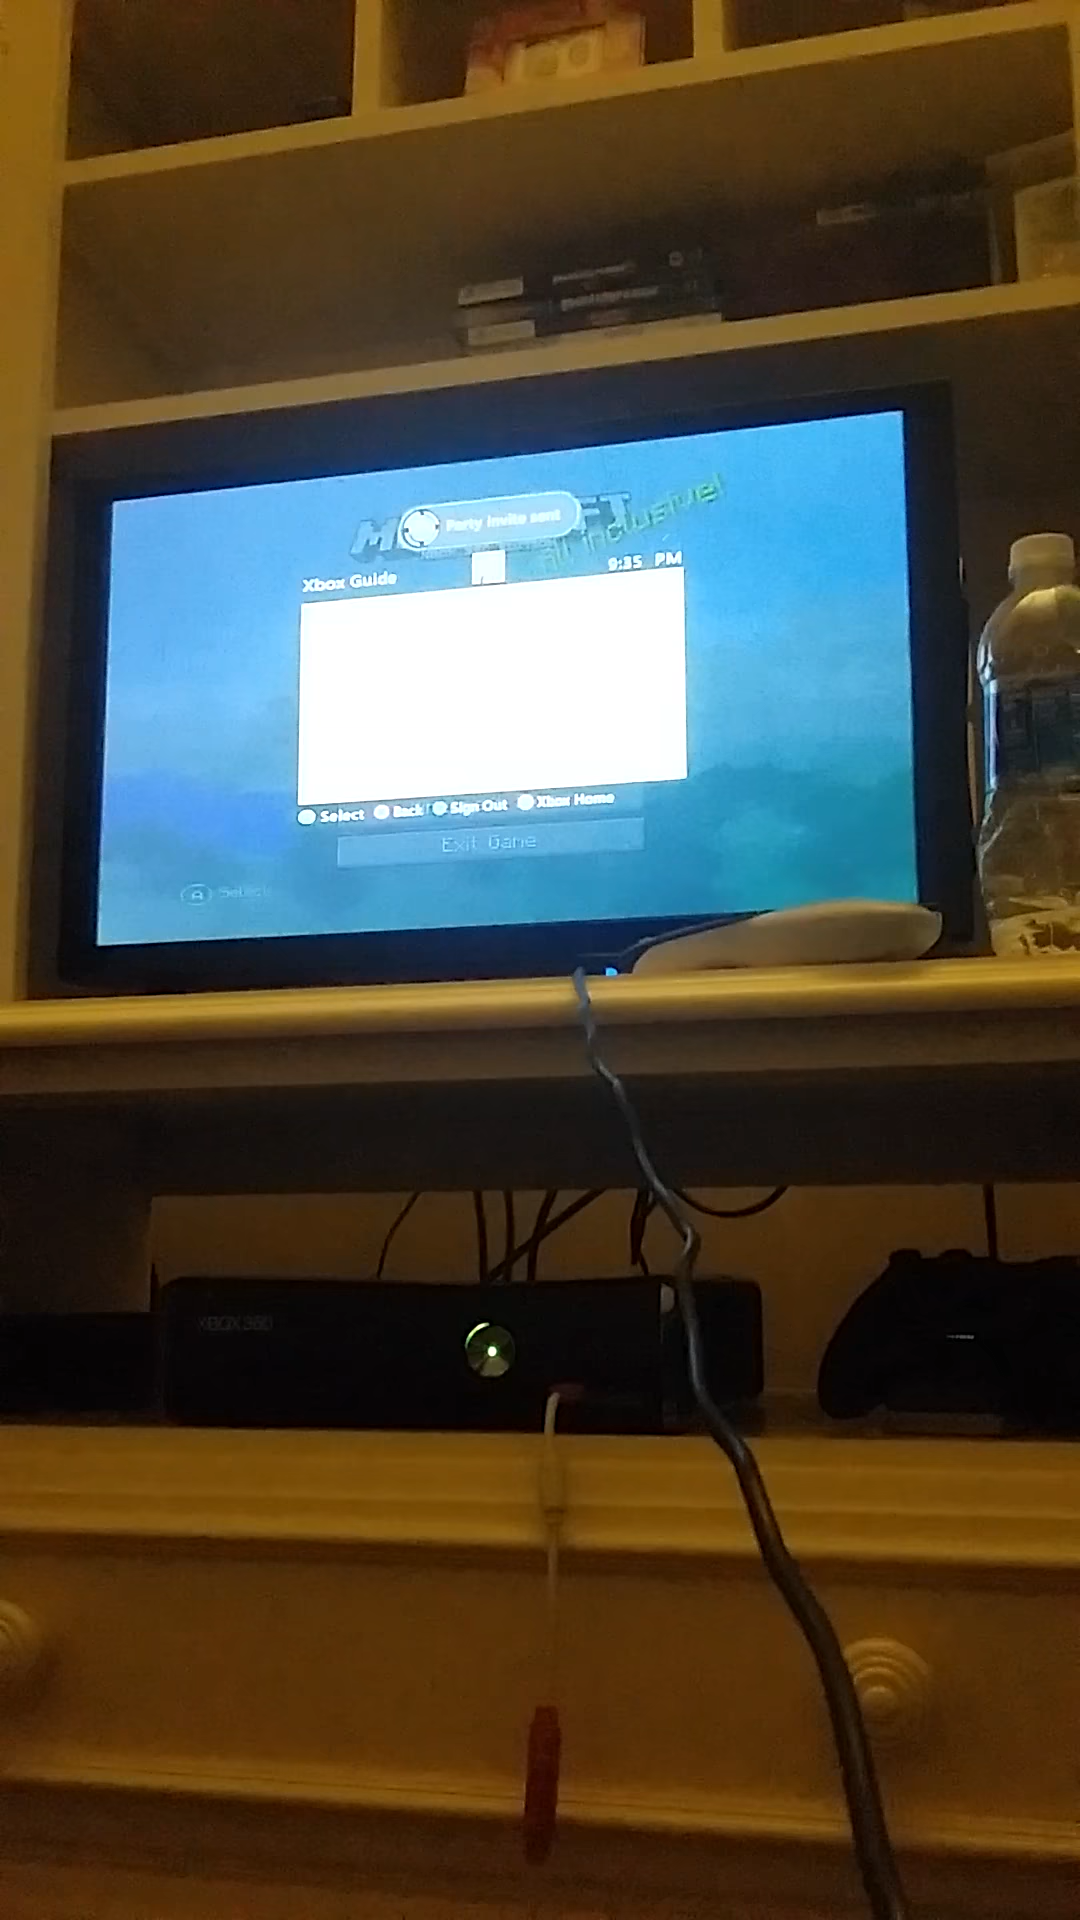 Party invite sent
All inclusive!
Xbox Guide
9:35 PM
Select Back Sign Out Xbox Home
Exit Game
A Select
XBOX 360